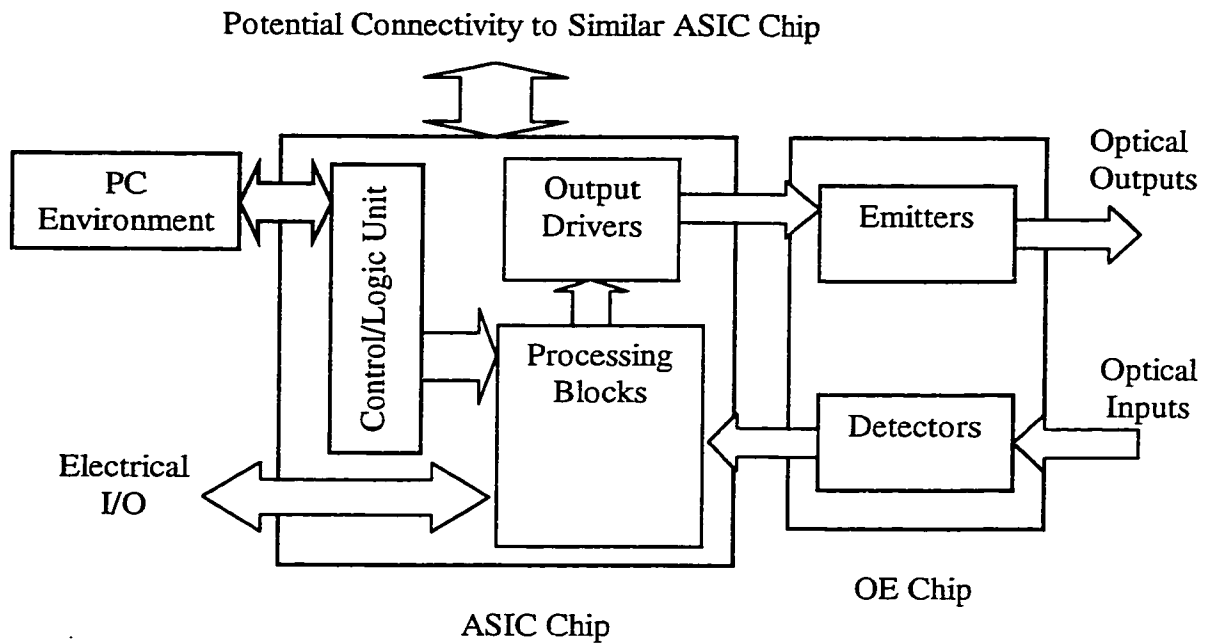 Potential Connectivity to Similar ASIC Chip
PC
Environment
Control/Logic Unit
Output
Drivers
Emitters
Optical
Outputs
Processing
Blocks
Detectors
Optical
Inputs
Electrical
I/O
OE Chip
ASIC Chip